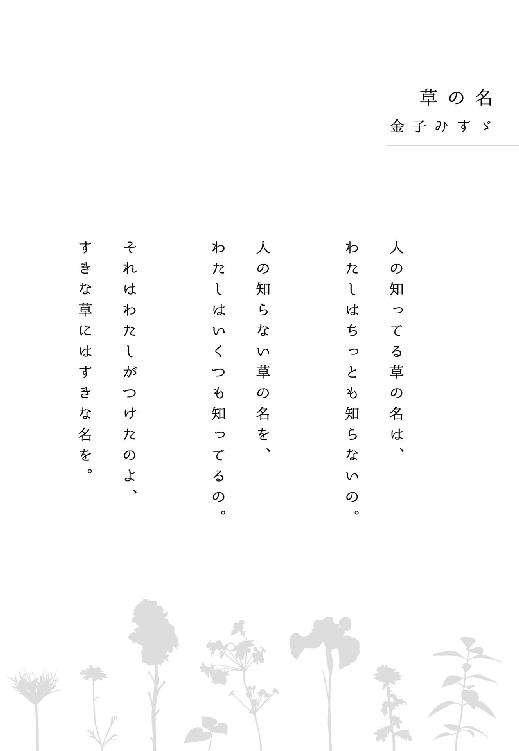 草の名
金子みすゞ
人の知ってる草の名は、
わたしはちっとも知らないの。
人の知らない草の名を、
わたしはいくつも知ってるの。
それはわたしがつけたのよ、
すきな草にはすきな名を。